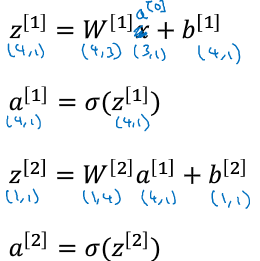 a^[0]
z^[1] = W^[1]x + b^[1]
(4,1) (4,3) (3,1) (4,1)
a^[1] = σ(z^[1])
(4,1) (4,1)
z^[2] = W^[2]a^[1] + b^[2]
(1,1) (1,4) (4,1) (1,1)
a^[2] = σ(z^[2])